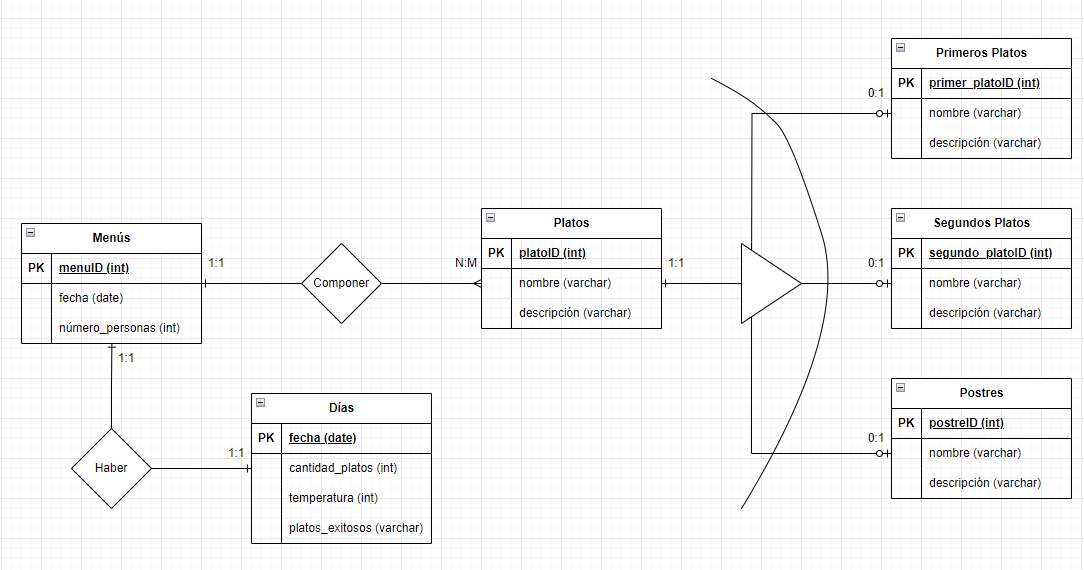 Primeros Platos
0:1
PK
primer_platoID (int)
nombre (varchar)
descripción (varchar)
Menús
PK
menuID (int)
fecha (date)
número_personas (int)
1:1
1:1
Componer
N:M
Platos
PK
platoID (int)
nombre (varchar)
descripción (varchar)
1:1
Segundos Platos
0:1
PK
segundo_platoID (int)
nombre (varchar)
descripción (varchar)
Haber
1:1
Días
PK
fecha (date)
cantidad_platos (int)
temperatura (int)
platos_exitosos (varchar)
Postres
0:1
PK
postreID (int)
nombre (varchar)
descripción (varchar)